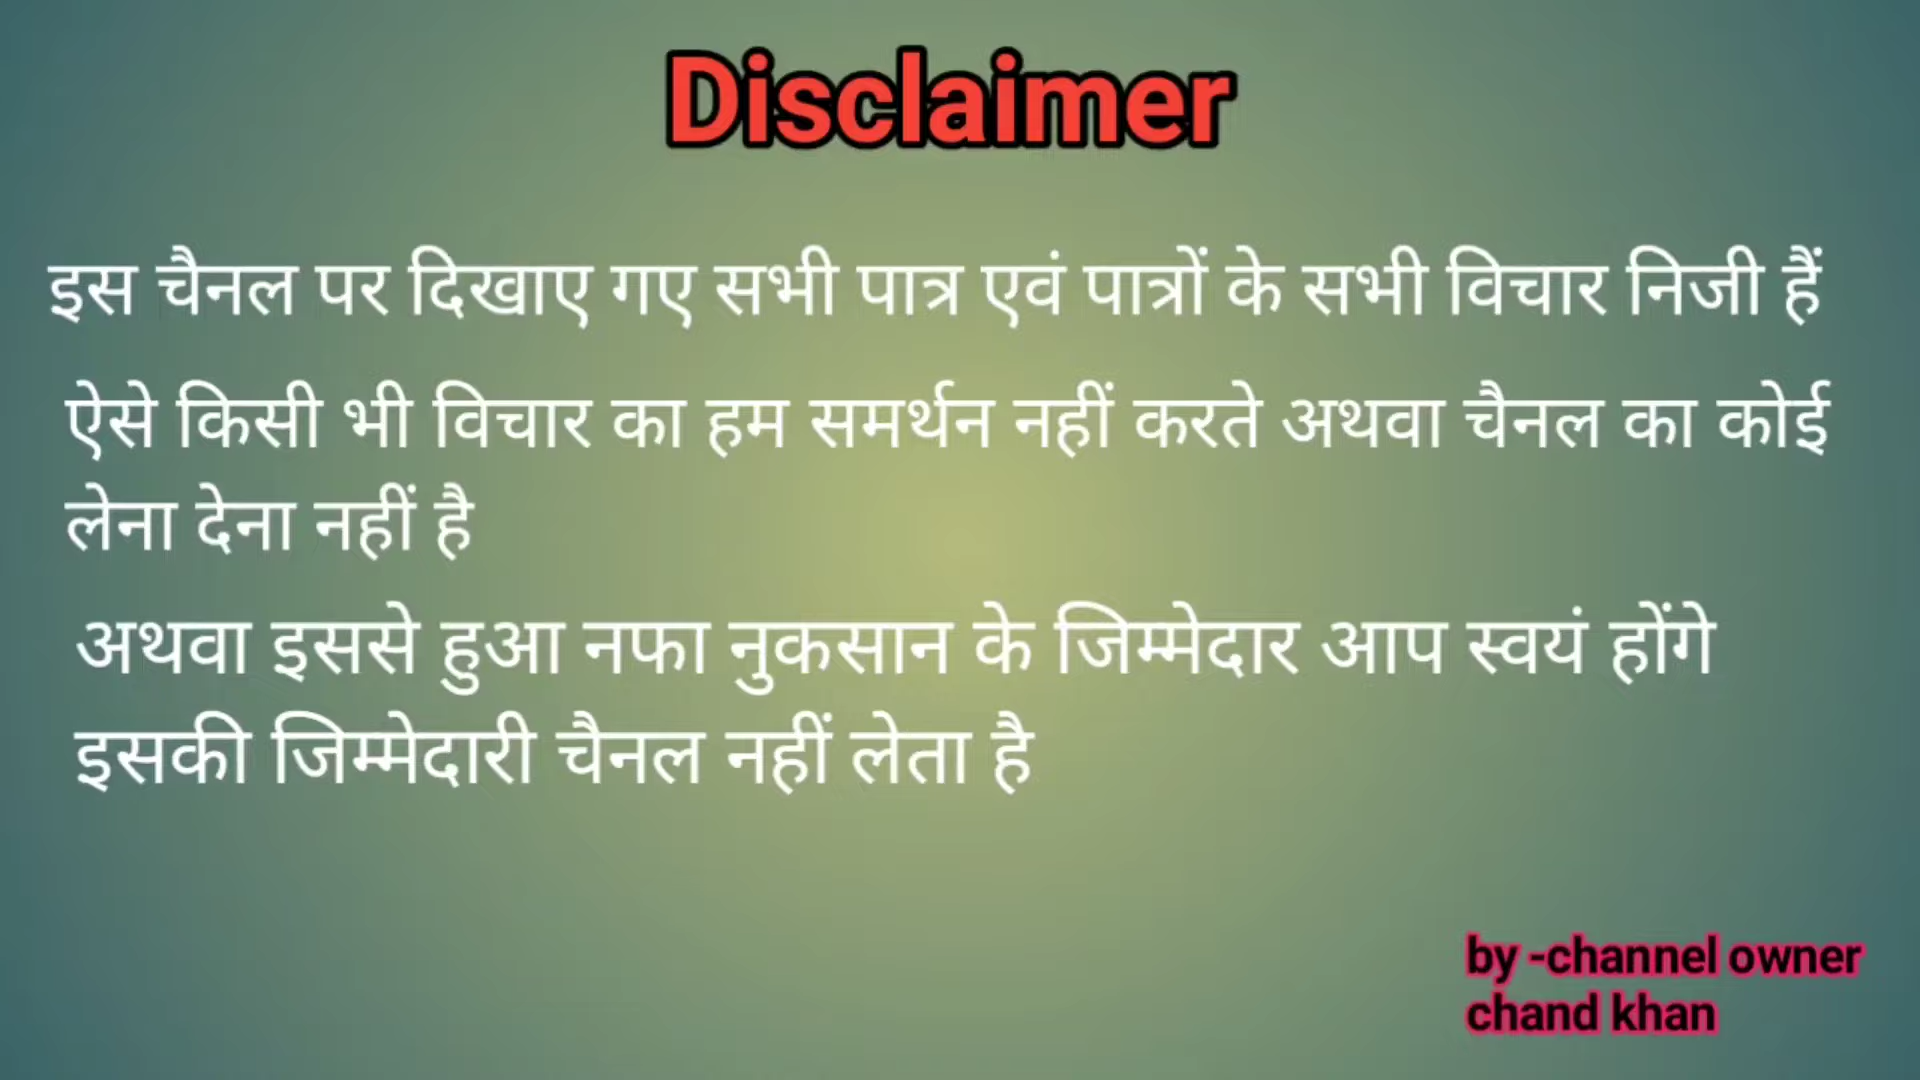 Disclaimer
इस चैनल पर दिखाए गए सभी पात्र एवं पात्रों के सभी विचार निजी हैं
ऐसे किसी भी विचार का हम समर्थन नहीं करते अथवा चैनल का कोई
लेना देना नहीं है
अथवा इससे हुआ नफा नुकसान के जिम्मेदार आप स्वयं होंगे
इसकी जिम्मेदारी चैनल नहीं लेता है
by -channel owner
chand khan